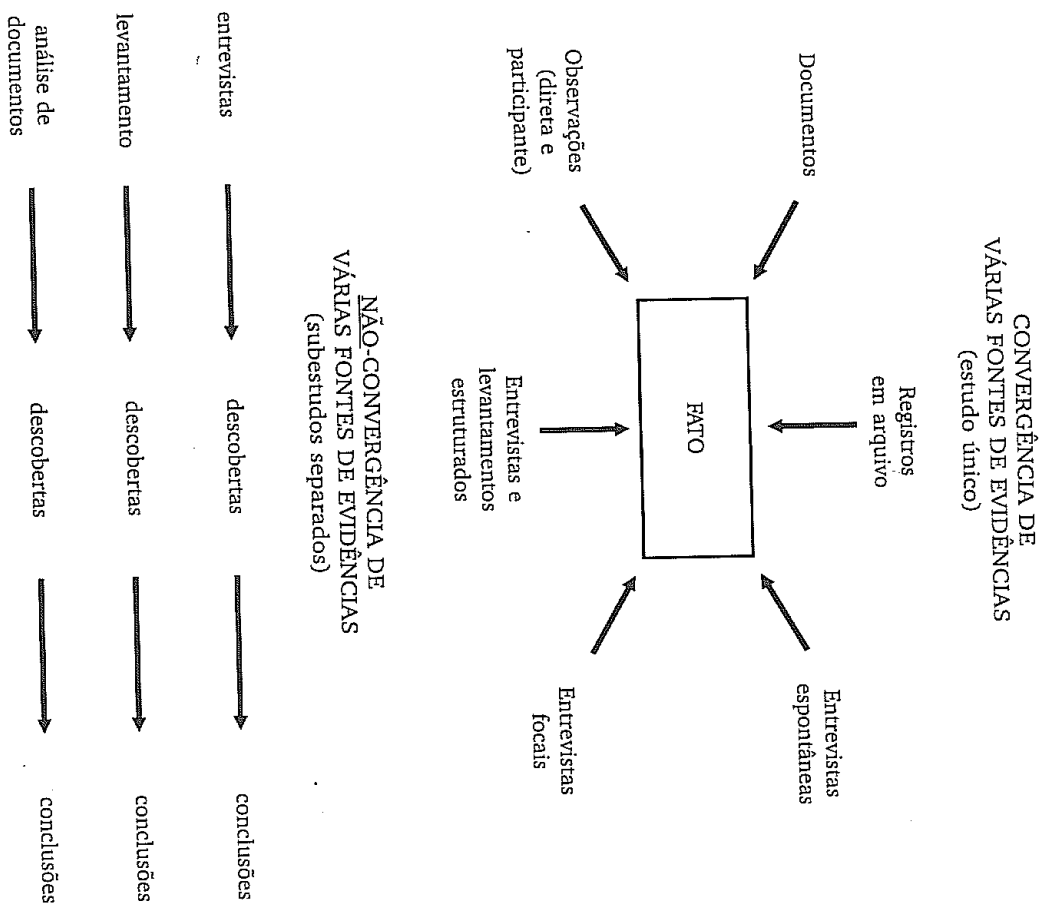 CONVERGÊNCIA DE
VÁRIAS FONTES DE EVIDÊNCIAS
(estudo único)
Registros
em arquivo
Documentos
Entrevistas
espontâneas
FATO
Observações
(direta e
participante)
Entrevistas e
levantamentos
estruturados
Entrevistas
focais
NÃO-CONVERGÊNCIA DE
VÁRIAS FONTES DE EVIDÊNCIAS
(subestudos separados)
entrevistas
descobertas
conclusões
levantamento
descobertas
conclusões
análise de
documentos
descobertas
conclusões